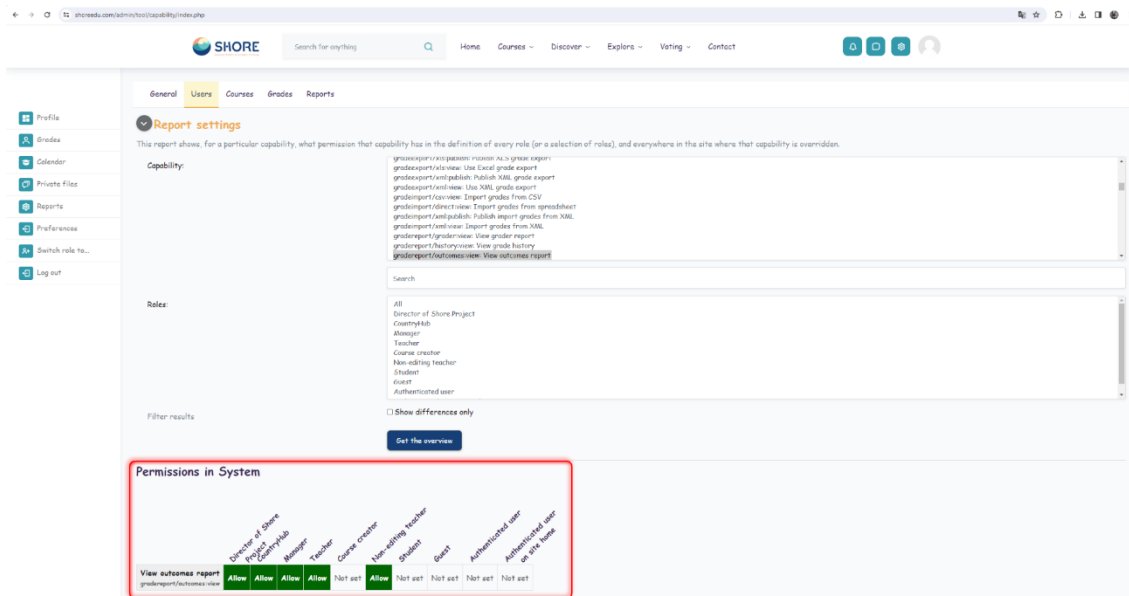 shoreedu.com/admin/tool/capability/index.php
SHORE
Search for anything
Home Courses Discover Explore Voting Contact
General Users Courses Grades Reports
Profile
Grades
Calendar
Private files
Reports
Preferences
Switch role to...
Log out
Report settings
This report shows, for a particular capability, what permission that capability has in the definition of every role (or a selection of roles), and everywhere in the site where that capability is overridden.
Capability:
gradeexport/xls:publish: Publish XLS grade export
gradeexport/xls:view: Use Excel grade export
gradeexport/xml:publish: Publish XML grade export
gradeexport/xml:view: Use XML grade export
gradeimport/csv:view: Import grades from CSV
gradeimport/direct:view: Import grades from spreadsheet
gradeimport/xml:publish: Publish import grades from XML
gradeimport/xml:view: Import grades from XML
gradereport/grader:view: View grader report
gradereport/history:view: View grade history
gradereport/outcomes:view: View outcomes report
Search
Roles:
All
Director of Shore Project
CountryHub
Manager
Teacher
Course creator
Non-editing teacher
Student
Guest
Authenticated user
Filter results
Show differences only
Get the overview
Permissions in System
Director of Shore Project
CountryHub
Manager
Teacher
Course creator
Non-editing teacher
Student
Guest
Authenticated user
Authenticated user on site home
View outcomes report
gradereport/outcomes:view
Allow Allow Allow Allow Not set Allow Not set Not set Not set Not set